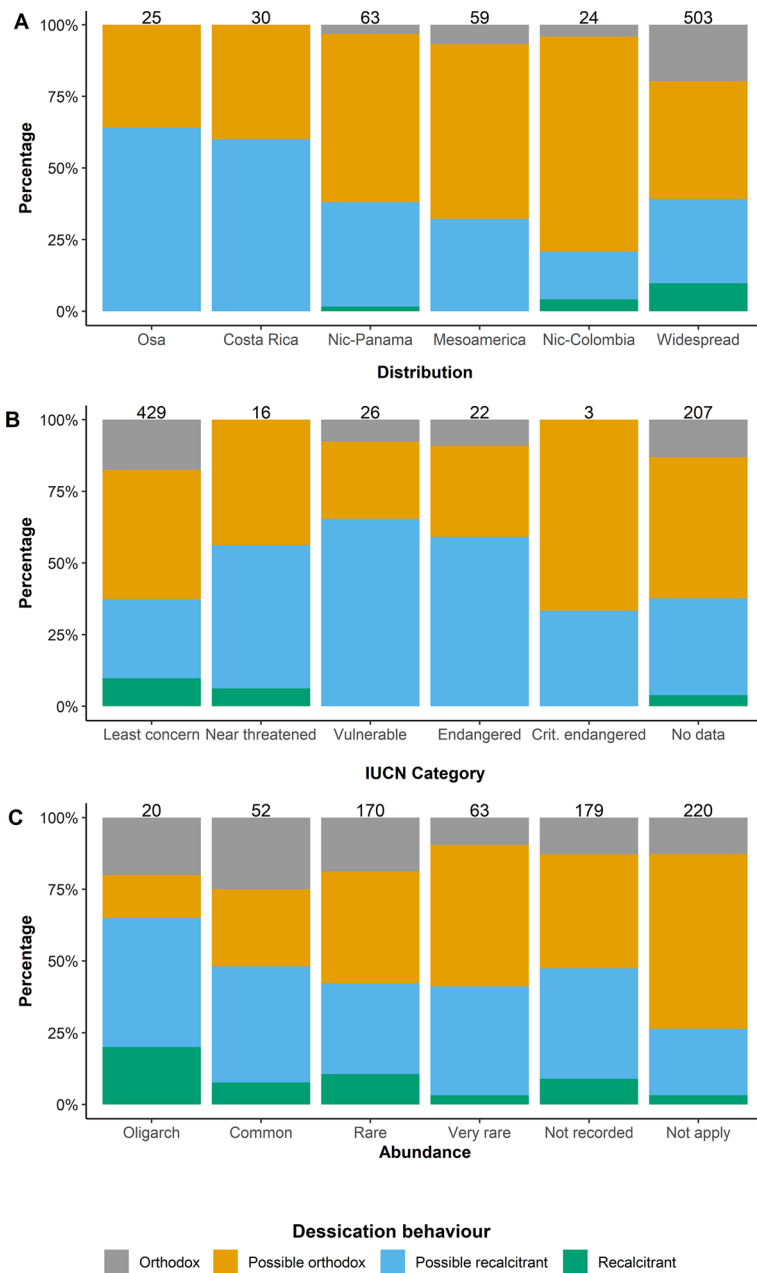 A
25 30 63 59 24 503
100%
75%
50%
25%
0%
Percentage
Osa Costa Rica Nic-Panama Mesoamerica Nic-Colombia Widespread
Distribution
B
429 16 26 22 3 207
100%
75%
50%
25%
0%
Percentage
Least concern Near threatened Vulnerable Endangered Crit. endangered No data
IUCN Category
C
20 52 170 63 179 220
100%
75%
50%
25%
0%
Percentage
Oligarch Common Rare Very rare Not recorded Not apply
Abundance
Dessication behaviour
Orthodox Possible orthodox Possible recalcitrant Recalcitrant